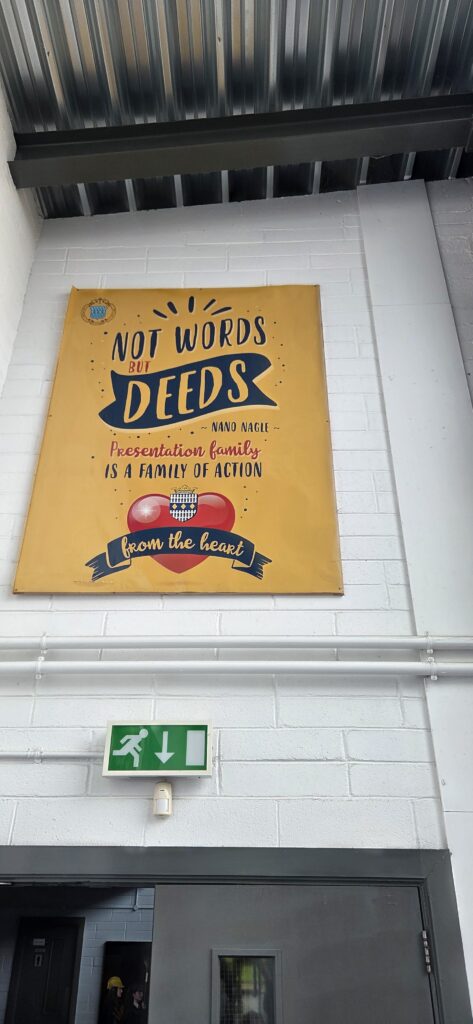 NOT WORDS
BUT
DEEDS
~ NANO NAGLE ~
Presentation family
IS A FAMILY OF ACTION
from the heart